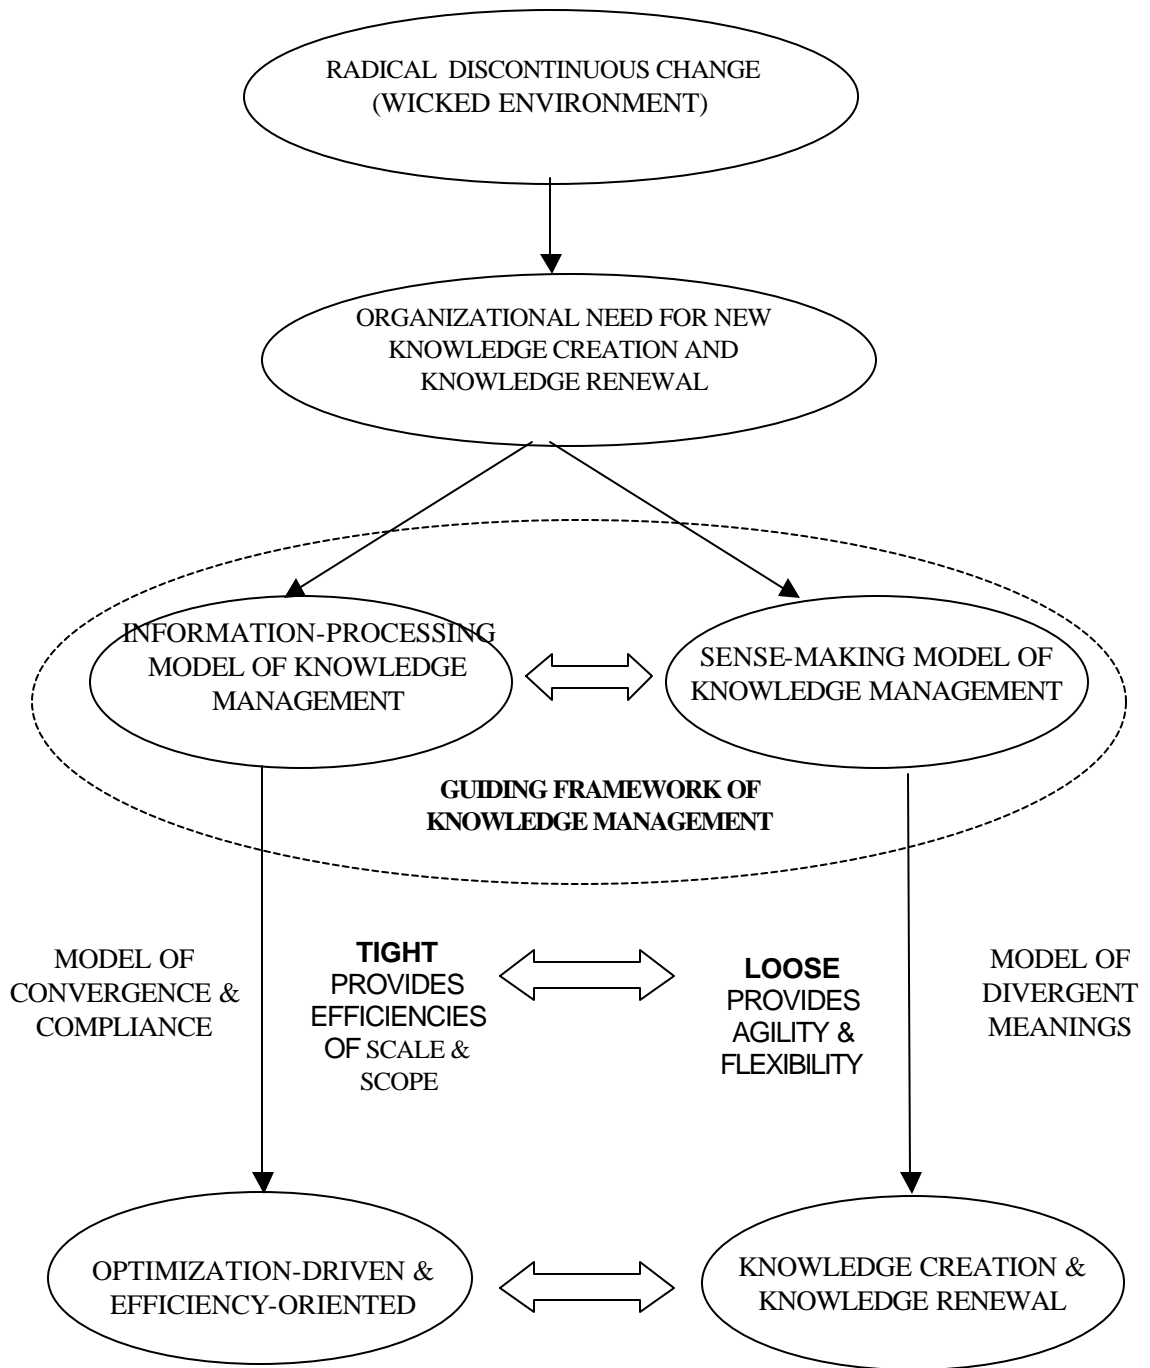 RADICAL DISCONTINUOUS CHANGE
(WICKED ENVIRONMENT)
ORGANIZATIONAL NEED FOR NEW
KNOWLEDGE CREATION AND
KNOWLEDGE RENEWAL
INFORMATION-PROCESSING
MODEL OF KNOWLEDGE
MANAGEMENT
SENSE-MAKING MODEL OF
KNOWLEDGE MANAGEMENT
GUIDING FRAMEWORK OF
KNOWLEDGE MANAGEMENT
MODEL OF
CONVERGENCE &
COMPLIANCE
TIGHT
PROVIDES
EFFICIENCIES
OF SCALE &
SCOPE
LOOSE
PROVIDES
AGILITY &
FLEXIBILITY
MODEL OF
DIVERGENT
MEANINGS
OPTIMIZATION-DRIVEN &
EFFICIENCY-ORIENTED
KNOWLEDGE CREATION &
KNOWLEDGE RENEWAL